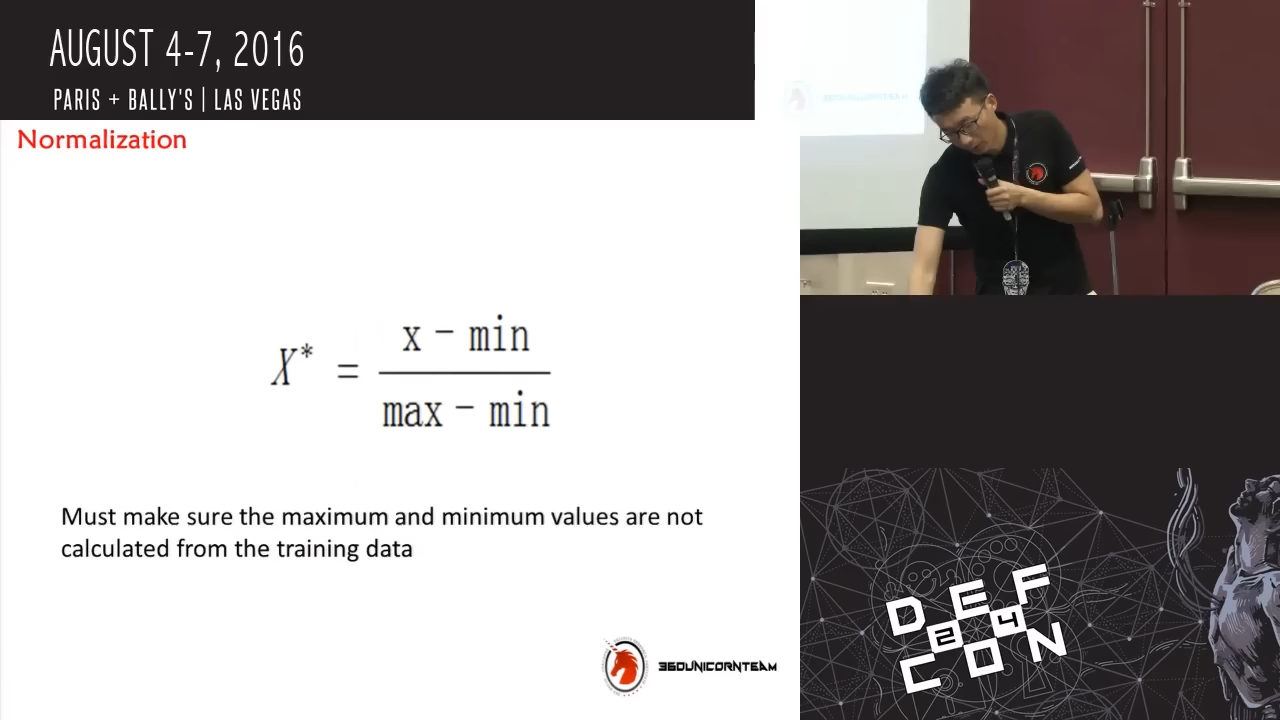 AUGUST 4-7, 2016
PARIS + BALLY'S | LAS VEGAS
Normalization
X* = x - min
max - min
Must make sure the maximum and minimum values are not
calculated from the training data
360UNICORNTEAM
DEF
24
CON